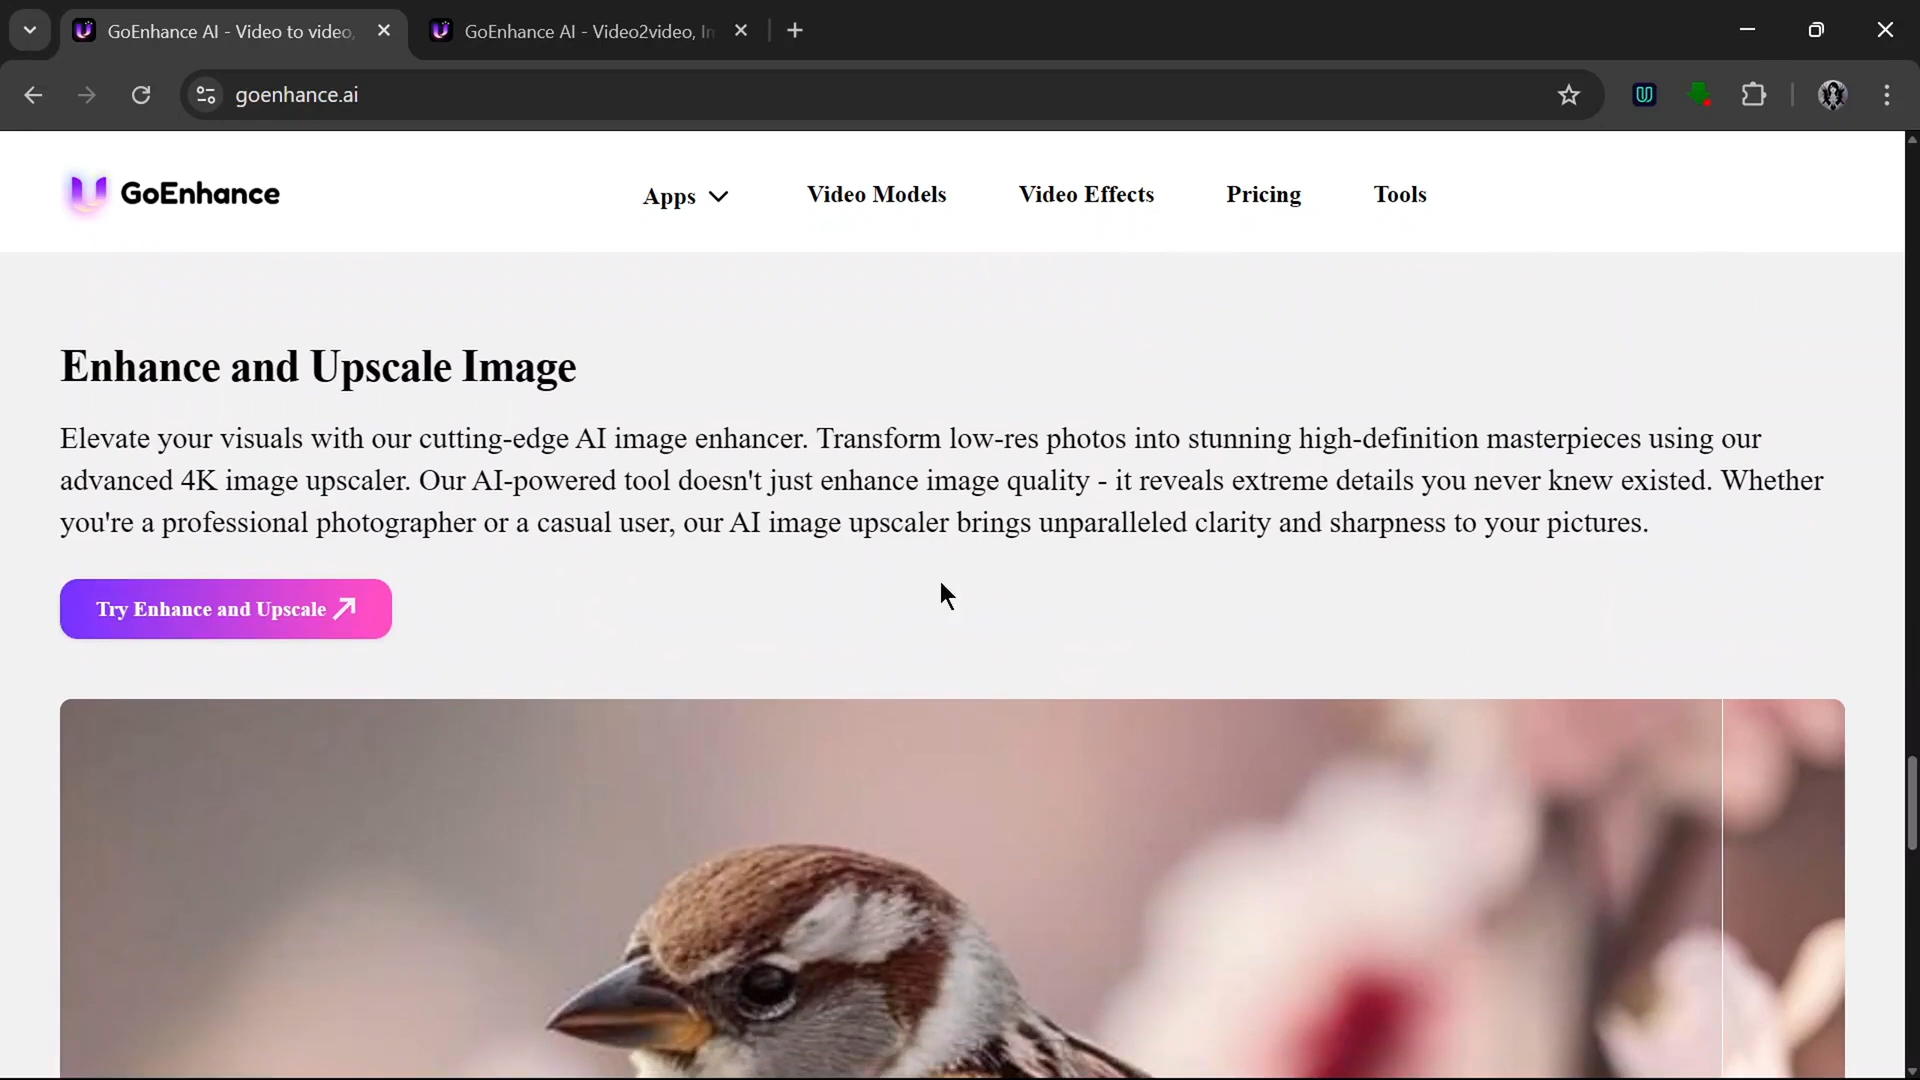 GoEnhance AI - Video to video,
GoEnhance AI - Video2video, In
goenhance.ai
GoEnhance
Apps
Video Models
Video Effects
Pricing
Tools
Enhance and Upscale Image
Elevate your visuals with our cutting-edge AI image enhancer. Transform low-res photos into stunning high-definition masterpieces using our
advanced 4K image upscaler. Our AI-powered tool doesn't just enhance image quality - it reveals extreme details you never knew existed. Whether
you're a professional photographer or a casual user, our AI image upscaler brings unparalleled clarity and sharpness to your pictures.
Try Enhance and Upscale